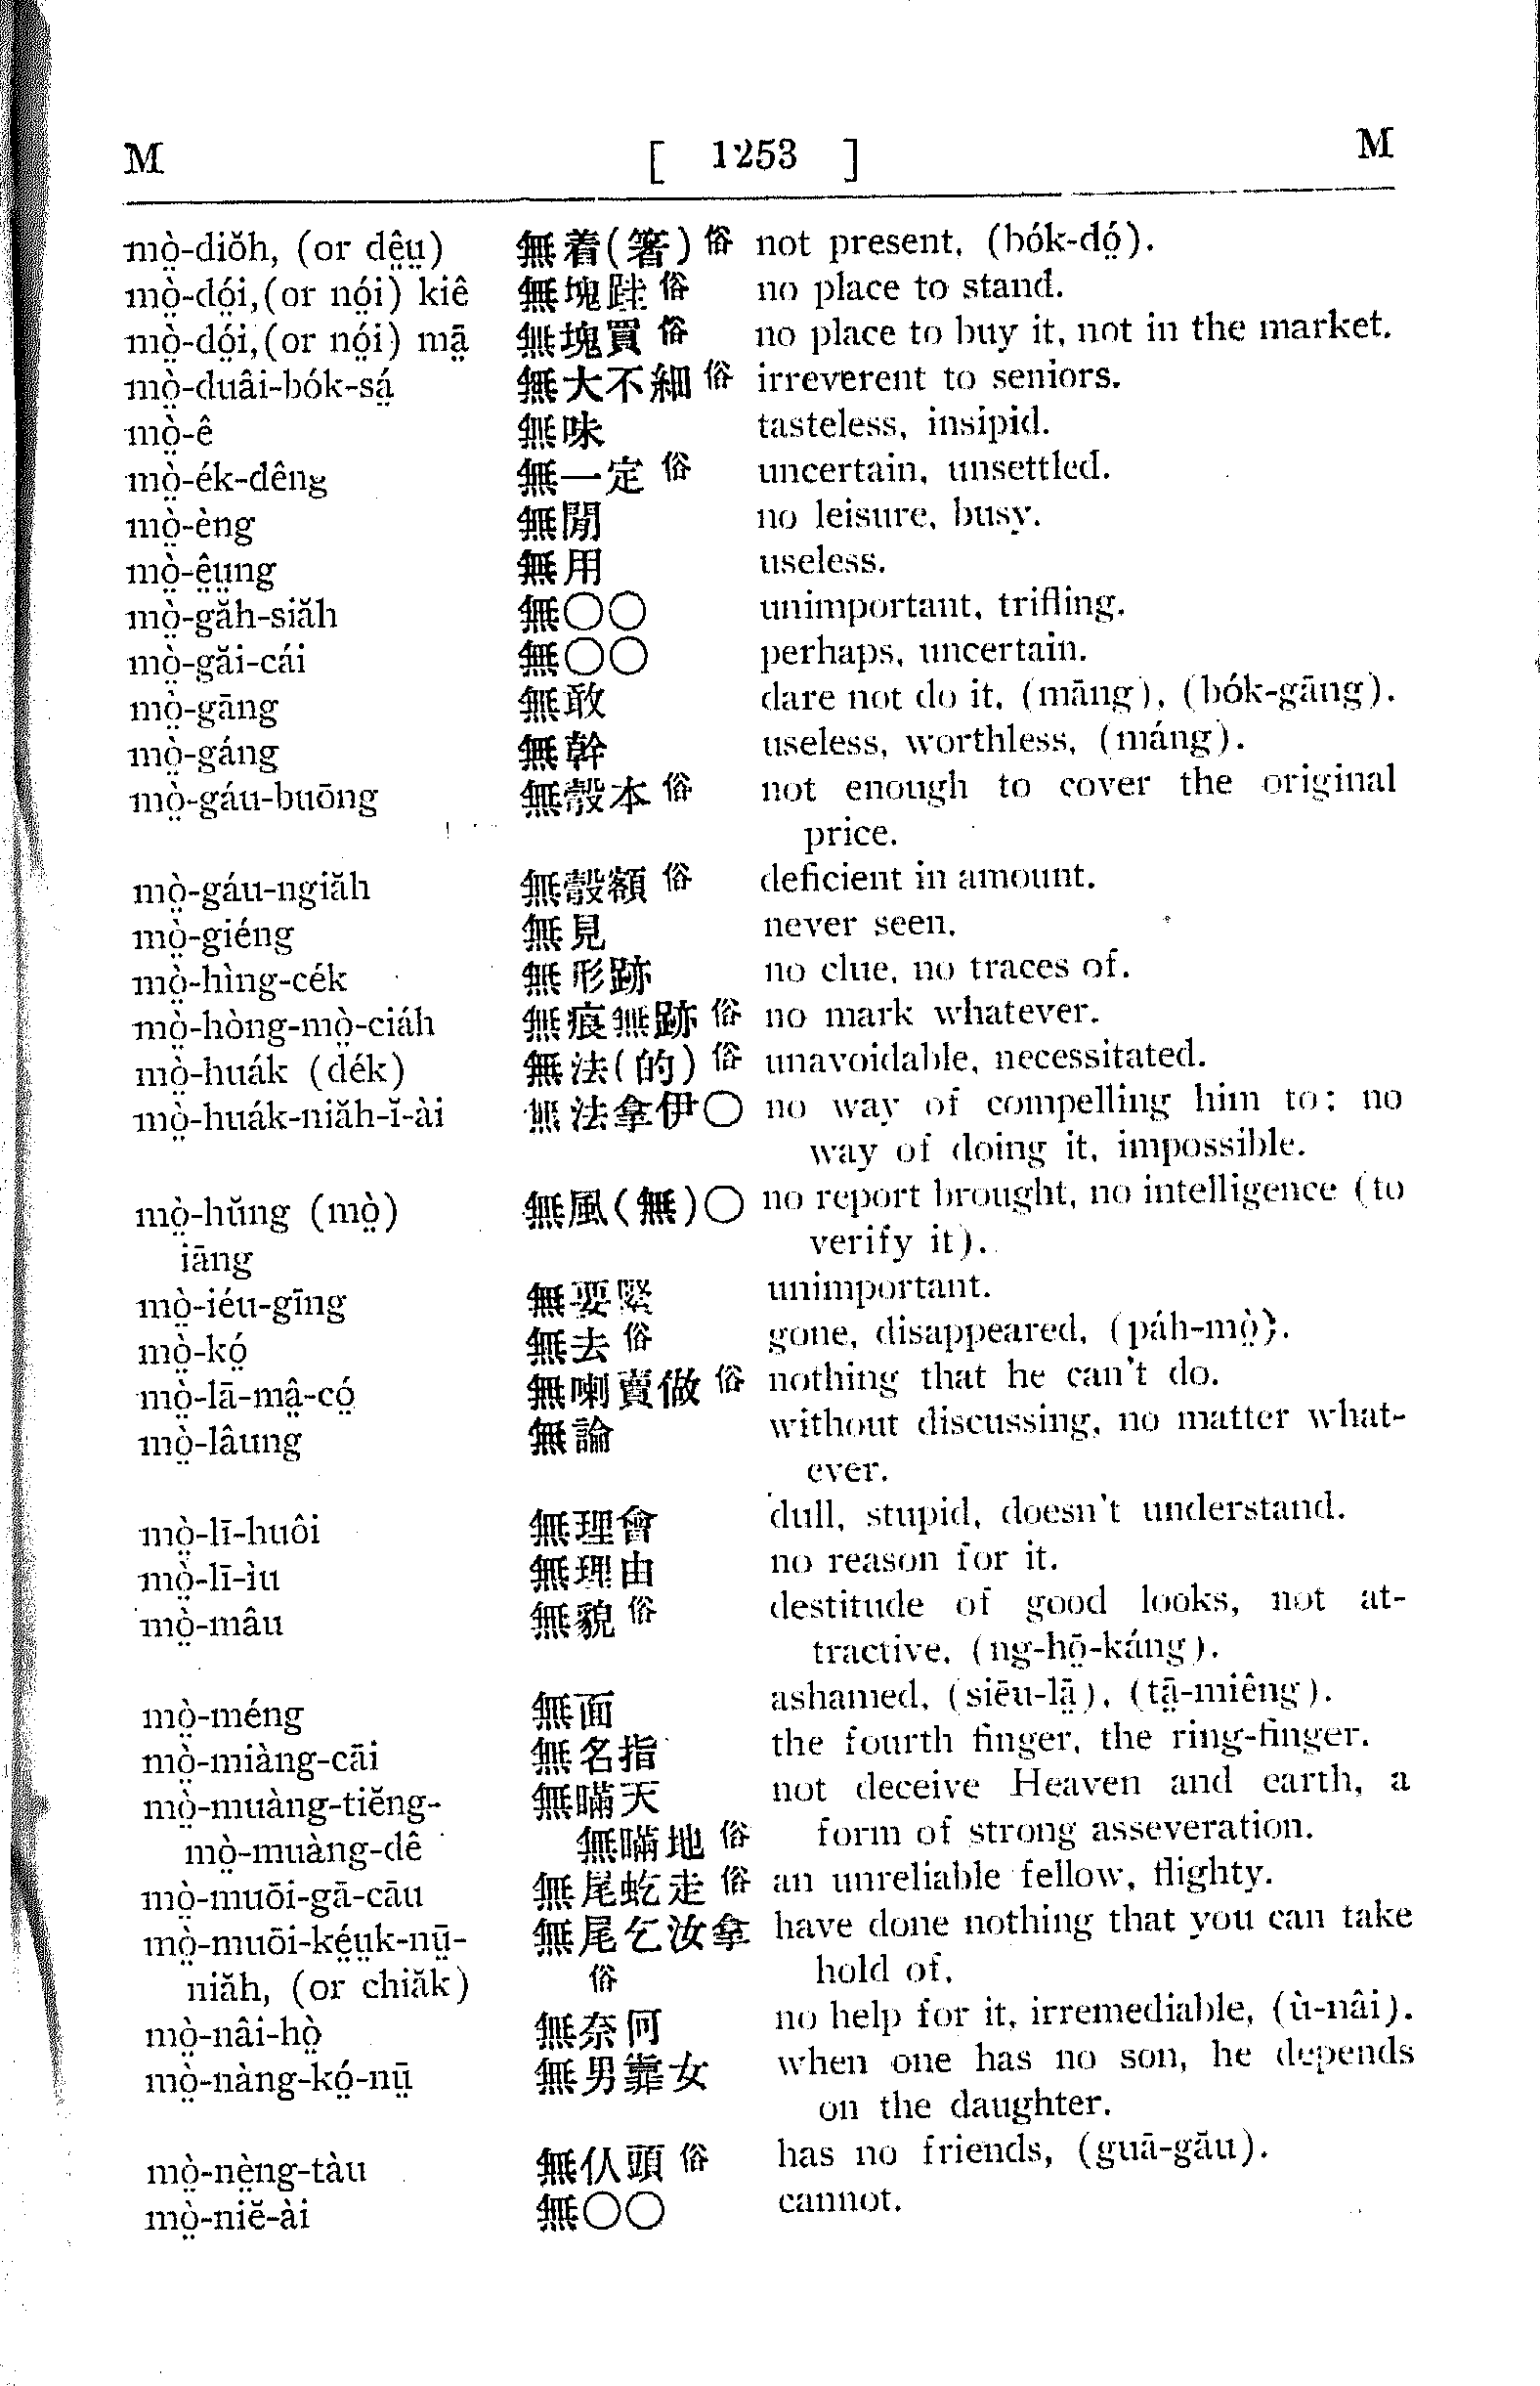 M [ 1253 ] M
mò̤-diŏh, (or dê̤ṳ) 無着(箸)俗 not present, (bók-dó̤).
mò̤-dó̤i,(or nó̤i) kiê 無塊跬俗 no place to stand.
mò̤-dó̤i,(or nó̤i) mā̤ 無塊買俗 no place to buy it, not in the market.
mò̤-duâi-bók-sá̤ 無大不細俗 irreverent to seniors.
mò̤-ê 無味 tasteless, insipid.
mò̤-ék-dêng 無一定俗 uncertain, unsettled.
mò̤-èng 無閒 no leisure, busy.
mò̤-ê̤ṳng 無用 useless.
mò̤-găh-siăh 無〇〇 unimportant, trifling.
mò̤-găi-cái 無〇〇 perhaps, uncertain.
mò̤-gāng 無敢 dare not do it, (māng), (bók-gāng).
mò̤-gáng 無幹 useless, worthless, (máng).
mò̤-gáu-buōng 無彀本俗 not enough to cover the original
price.
mò̤-gáu-ngiăh 無彀額俗 deficient in amount.
mò̤-giéng 無見 never seen.
mò̤-hìng-cék 無形跡 no clue, no traces of.
mò̤-hòng-mò̤-ciáh 無痕無跡俗 no mark whatever.
mò̤-huák (dék) 無法(的)俗 unavoidable, necessitated.
mò̤-huák-niăh-ĭ-ài 無法拿伊〇 no way of compelling him to; no
way of doing it, impossible.
mò̤-hŭng (mò̤) 無風(無)〇 no report brought, no intelligence (to
iāng verify it).
mò̤-iéu-gīng 無要緊 unimportant.
mò̤-kó̤ 無去俗 gone, disappeared, (páh-mò̤).
mò̤-lā-mâ̤-có̤ 無喇賣做俗 nothing that he can't do.
mò̤-lâung 無論 without discussing, no matter what-
ever.
mò̤-lī-huôi 無理會 dull, stupid, doesn't understand.
mò̤-lī-ìu 無理由 no reason for it.
mò̤-mâu 無貌俗 destitude of good looks, not at-
tractive, (ng-hō̤-káng).
mò̤-méng 無面 ashamed, (siēu-lā̤), (tā̤-miêng).
mò̤-miàng-cāi 無名指 the fourth finger, the ring-finger.
mò̤-muàng-tiĕng- 無瞞天 not deceive Heaven and earth, a
mò̤-muàng-dê 無瞞地俗 form of strong asseveration.
mò̤-muōi-gā-cāu 無尾虼走俗 an unreliable fellow, flighty.
mò̤-muōi-ké̤ṳk-nṳ̄- 無尾乞汝拿 have done nothing that you can take
niăh, (or chiăk) 俗 hold of.
mò̤-nâi-hò̤ 無奈何 no help for it, irremediable, (ù-nâi).
mò̤-nàng-kó̤-nṳ̄ 無男靠女 when one has no son, he depends
on the daughter.
mò̤-nè̤ng-tàu 無仈頭俗 has no friends, (guā-gāu).
mò̤-niĕ-ài 無〇〇 cannot.